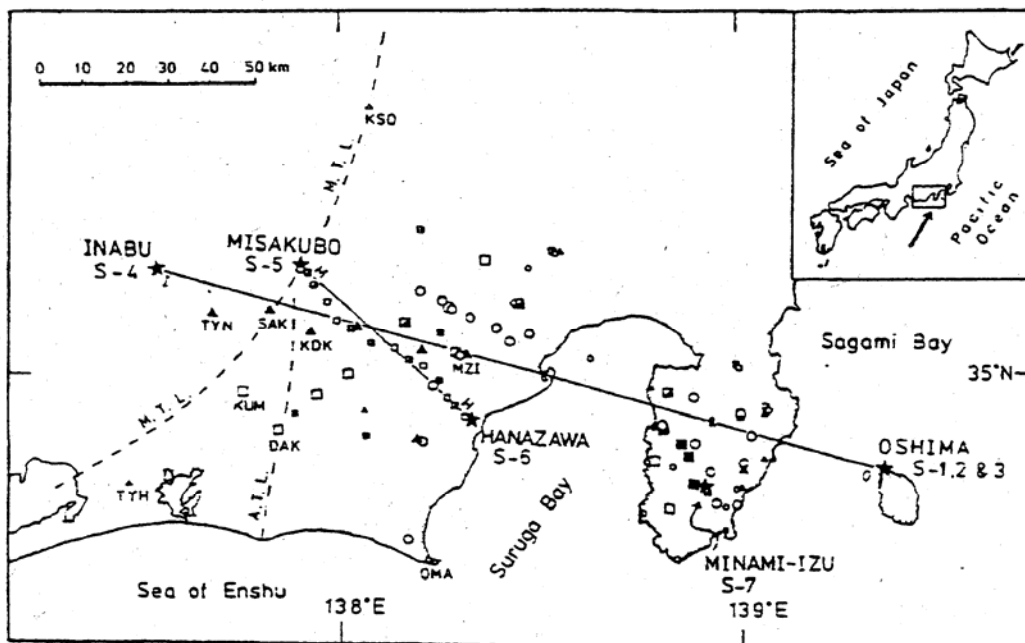 0 10 20 30 40 50 km
KSO
M. T. L.
INABU
S-4
MISAKUBO
S-5
H
I
TYN
SAK
KDK
MZI
KUM
DAK
M.T.L.
HANAZAWA
S-6
H
TYH
A.T.L.
OMA
Suruga Bay
Sea of Enshu
138°E
Sea of Japan
Pacific
Ocean
Sagami Bay
35°N
OSHIMA
S-1,2 & 3
MINAMI-IZU
S-7
139°E